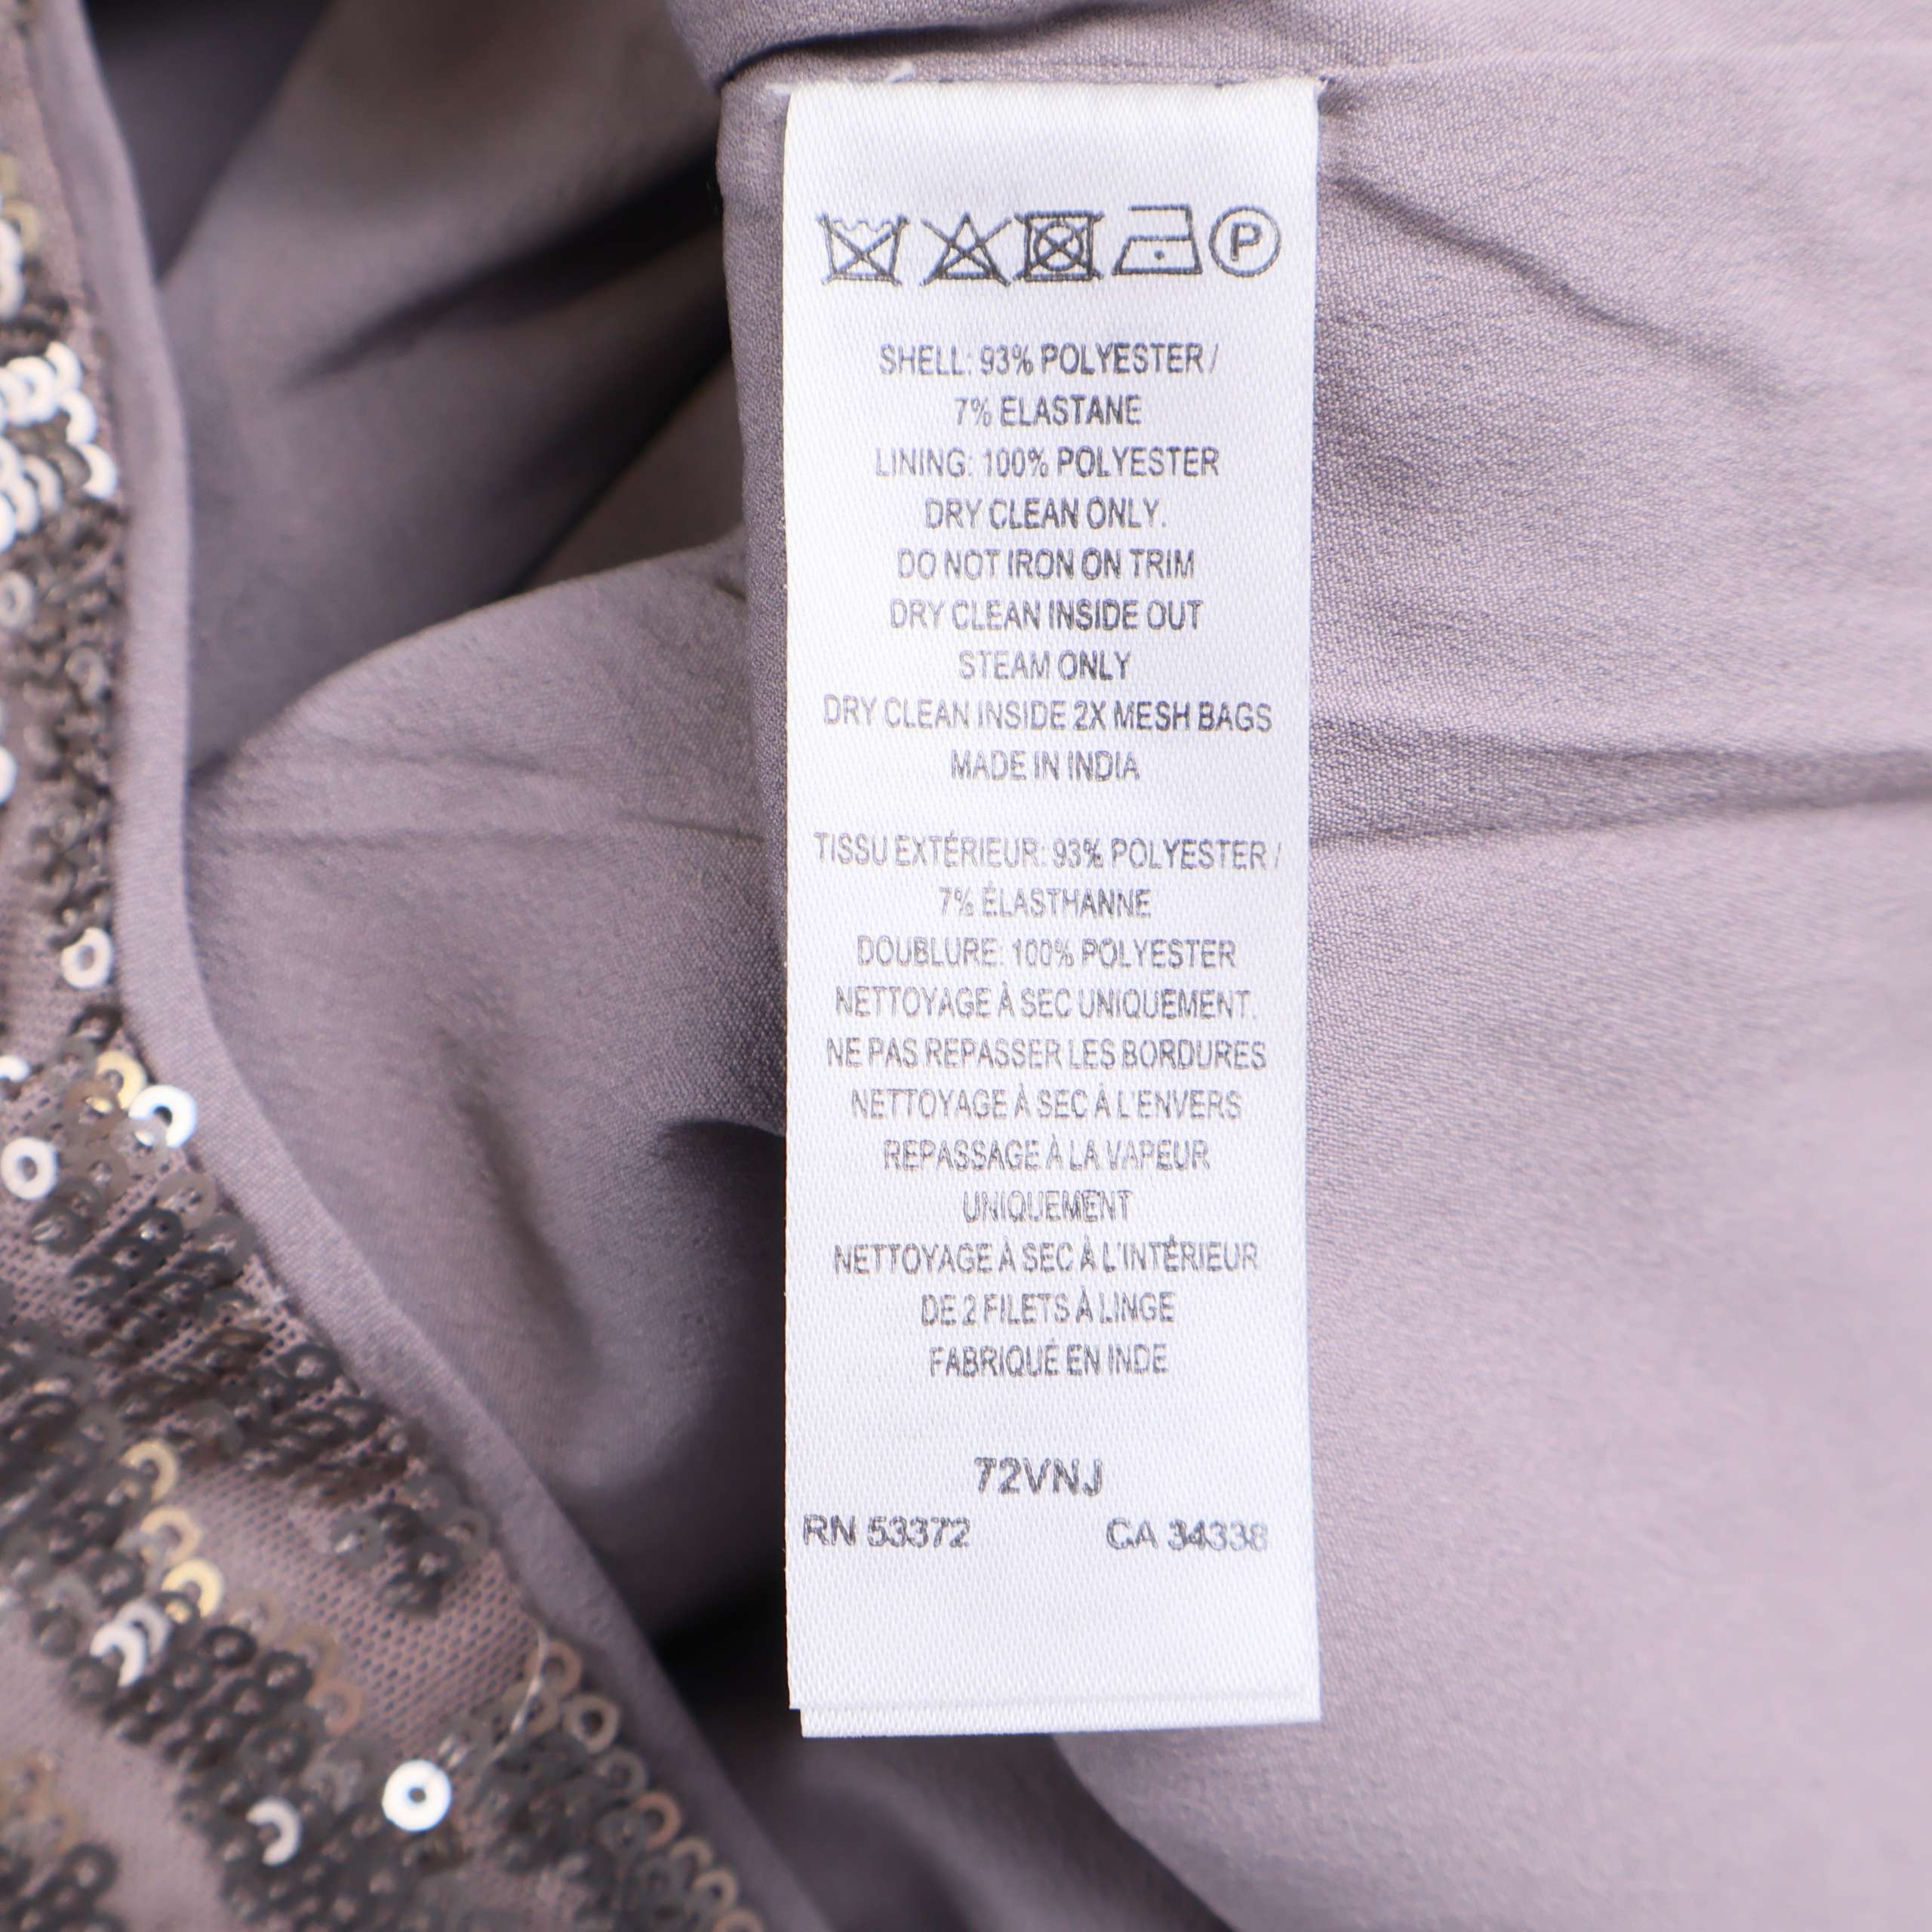 P
SHELL: 93% POLYESTER /
7% ELASTANE
LINING: 100% POLYESTER
DRY CLEAN ONLY.
DO NOT IRON ON TRIM
DRY CLEAN INSIDE OUT
STEAM ONLY
DRY CLEAN INSIDE 2X MESH BAGS
MADE IN INDIA
TISSU EXTÉRIEUR: 93% POLYESTER /
7% ÉLASTHANNE
DOUBLURE: 100% POLYESTER
NETTOYAGE À SEC UNIQUEMENT.
NE PAS REPASSER LES BORDURES
NETTOYAGE À SEC À L'ENVERS
REPASSAGE À LA VAPEUR
UNIQUEMENT
NETTOYAGE À SEC À L'INTÉRIEUR
DE 2 FILETS À LINGE
FABRIQUÉ EN INDE
72VNJ
RN 53372 CA 34338